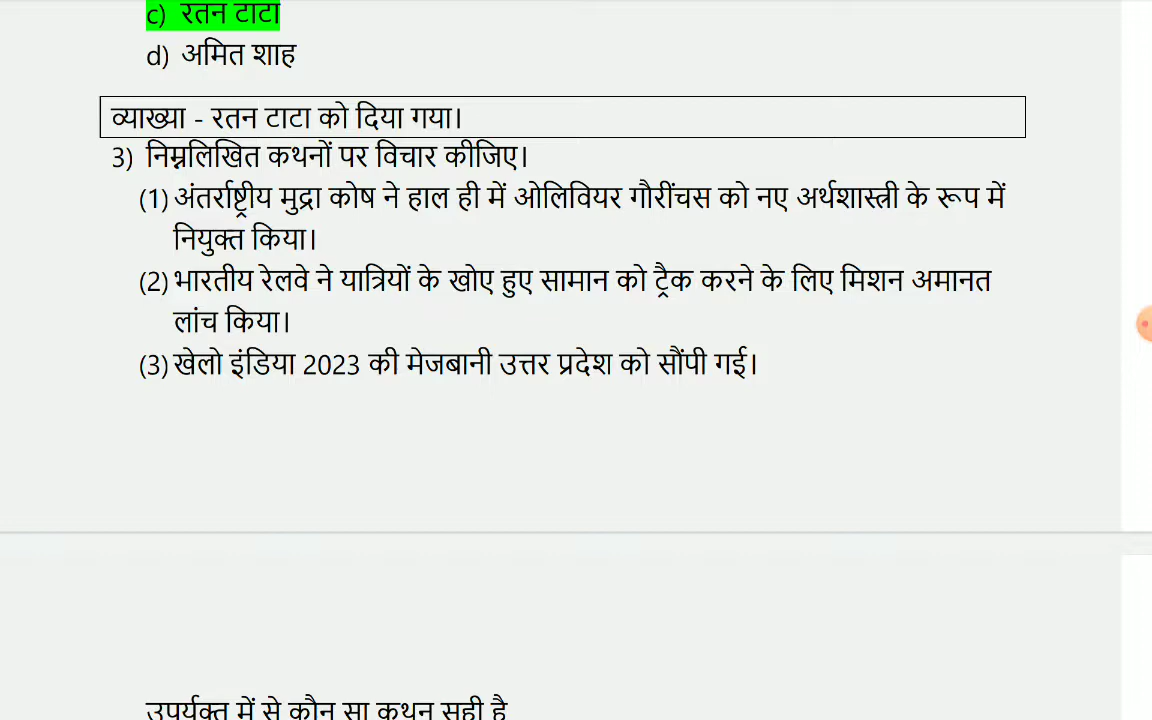 c) रतन टाटा
d) अमित शाह
व्याख्या - रतन टाटा को दिया गया।
3) निम्नलिखित कथनों पर विचार कीजिए।
(1) अंतर्राष्ट्रीय मुद्रा कोष ने हाल ही में ओलिवियर गौरींचस को नए अर्थशास्त्री के रूप में
नियुक्त किया।
(2) भारतीय रेलवे ने यात्रियों के खोए हुए सामान को ट्रैक करने के लिए मिशन अमानत
लांच किया।
(3) खेलो इंडिया 2023 की मेजबानी उत्तर प्रदेश को सौंपी गई।
उपर्युक्त में से कौन सा कथन सही है